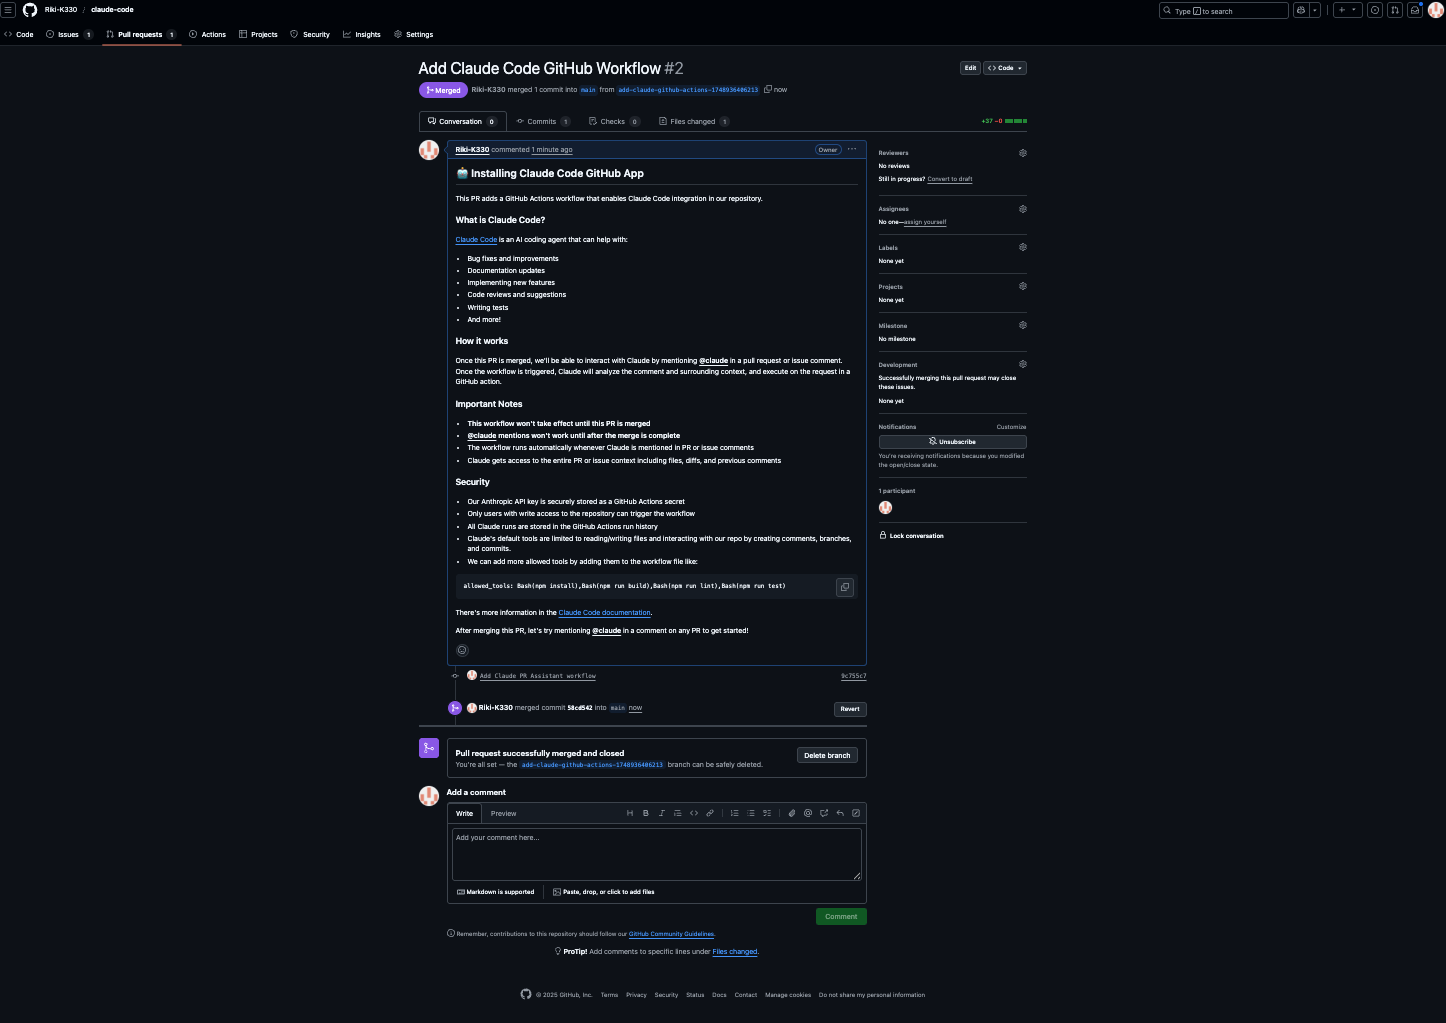 Riki-K330 / claude-code
Type / to search
Code
Issues 1
Pull requests 1
Actions
Projects
Security
Insights
Settings
Add Claude Code GitHub Workflow #2
Edit
Code
Merged
Riki-K330 merged 1 commit into main from add-claude-github-actions-1748936406213 now
Conversation 0
Commits 1
Checks 0
Files changed 1
+37 −0
Riki-K330 commented 1 minute ago
Owner
Installing Claude Code GitHub App
This PR adds a GitHub Actions workflow that enables Claude Code integration in our repository.
What is Claude Code?
Claude Code is an AI coding agent that can help with:
• Bug fixes and improvements
• Documentation updates
• Implementing new features
• Code reviews and suggestions
• Writing tests
• And more!
How it works
Once this PR is merged, we'll be able to interact with Claude by mentioning @claude in a pull request or issue comment.
Once the workflow is triggered, Claude will analyze the comment and surrounding context, and execute on the request in a
GitHub action.
Important Notes
• This workflow won't take effect until this PR is merged
• @claude mentions won't work until after the merge is complete
• The workflow runs automatically whenever Claude is mentioned in PR or issue comments
• Claude gets access to the entire PR or issue context including files, diffs, and previous comments
Security
• Our Anthropic API key is securely stored as a GitHub Actions secret
• Only users with write access to the repository can trigger the workflow
• All Claude runs are stored in the GitHub Actions run history
• Claude's default tools are limited to reading/writing files and interacting with our repo by creating comments, branches,
and commits.
• We can add more allowed tools by adding them to the workflow file like:
allowed_tools: Bash(npm install),Bash(npm run build),Bash(npm run lint),Bash(npm run test)
There's more information in the Claude Code documentation.
After merging this PR, let's try mentioning @claude in a comment on any PR to get started!
Add Claude PR Assistant workflow
9c755c7
Riki-K330 merged commit 58cd542 into main now
Revert
Pull request successfully merged and closed
You're all set — the add-claude-github-actions-1748936406213 branch can be safely deleted.
Delete branch
Add a comment
Write
Preview
Add your comment here...
Markdown is supported
Paste, drop, or click to add files
Comment
Remember, contributions to this repository should follow our GitHub Community Guidelines.
ProTip! Add comments to specific lines under Files changed.
Reviewers
No reviews
Still in progress? Convert to draft
Assignees
No one—assign yourself
Labels
None yet
Projects
None yet
Milestone
No milestone
Development
Successfully merging this pull request may close
these issues.
None yet
Notifications
Customize
Unsubscribe
You're receiving notifications because you modified
the open/close state.
1 participant
Lock conversation
© 2025 GitHub, Inc.
Terms
Privacy
Security
Status
Docs
Contact
Manage cookies
Do not share my personal information